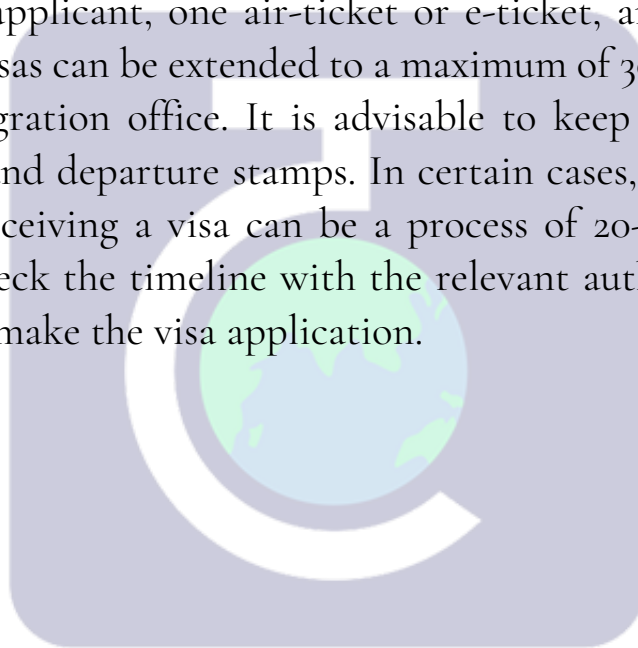 applicant, one air-ticket or e-ticket,
sas can be extended to a maximum of
gration office. It is advisable to keep
nd departure stamps. In certain cases,
ceiving a visa can be a process of 20-
eck the timeline with the relevant
make the visa application.